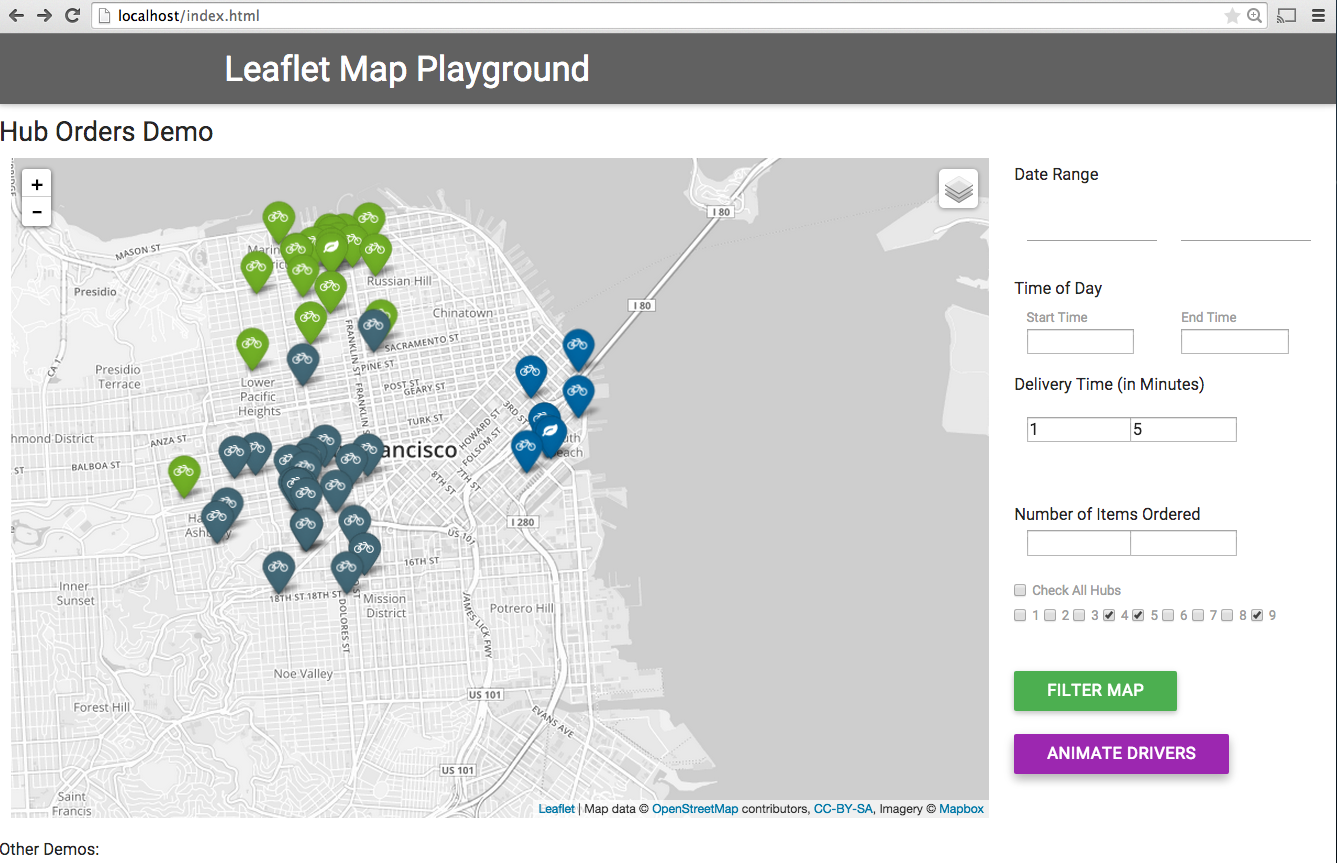 localhost/index.html
Leaflet Map Playground
Hub Orders Demo
+
-
I 80
MASON ST
Presidio
Russian Hill
Chinatown
I 80
CA 1
Presidio
Terrace
FRANKLIN ST
SACRAMENTO ST
PINE ST
POST ST
GEARY ST
FRANKLIN ST
Lower
Pacific
Heights
TURK ST
3RD ST
HOWARD ST
FOLSOM ST
hmond District
ANZA ST
BALBOA ST
ancisco
7TH ST
8TH ST
Beach
I 280
US 101
16TH ST
Inner
Sunset
18TH ST 18TH ST
DOLORES ST
Mission
District
JAMES LICK FWY
Potrero Hill
Noe Valley
US 101
Forest Hill
EVANS AVE
US 101
Saint
Francis
Leaflet | Map data © OpenStreetMap contributors, CC-BY-SA, Imagery © Mapbox
Date Range
Time of Day
Start Time End Time
Delivery Time (in Minutes)
1 5
Number of Items Ordered
Check All Hubs
1 2 3 4 5 6 7 8 9
FILTER MAP
ANIMATE DRIVERS
Other Demos: